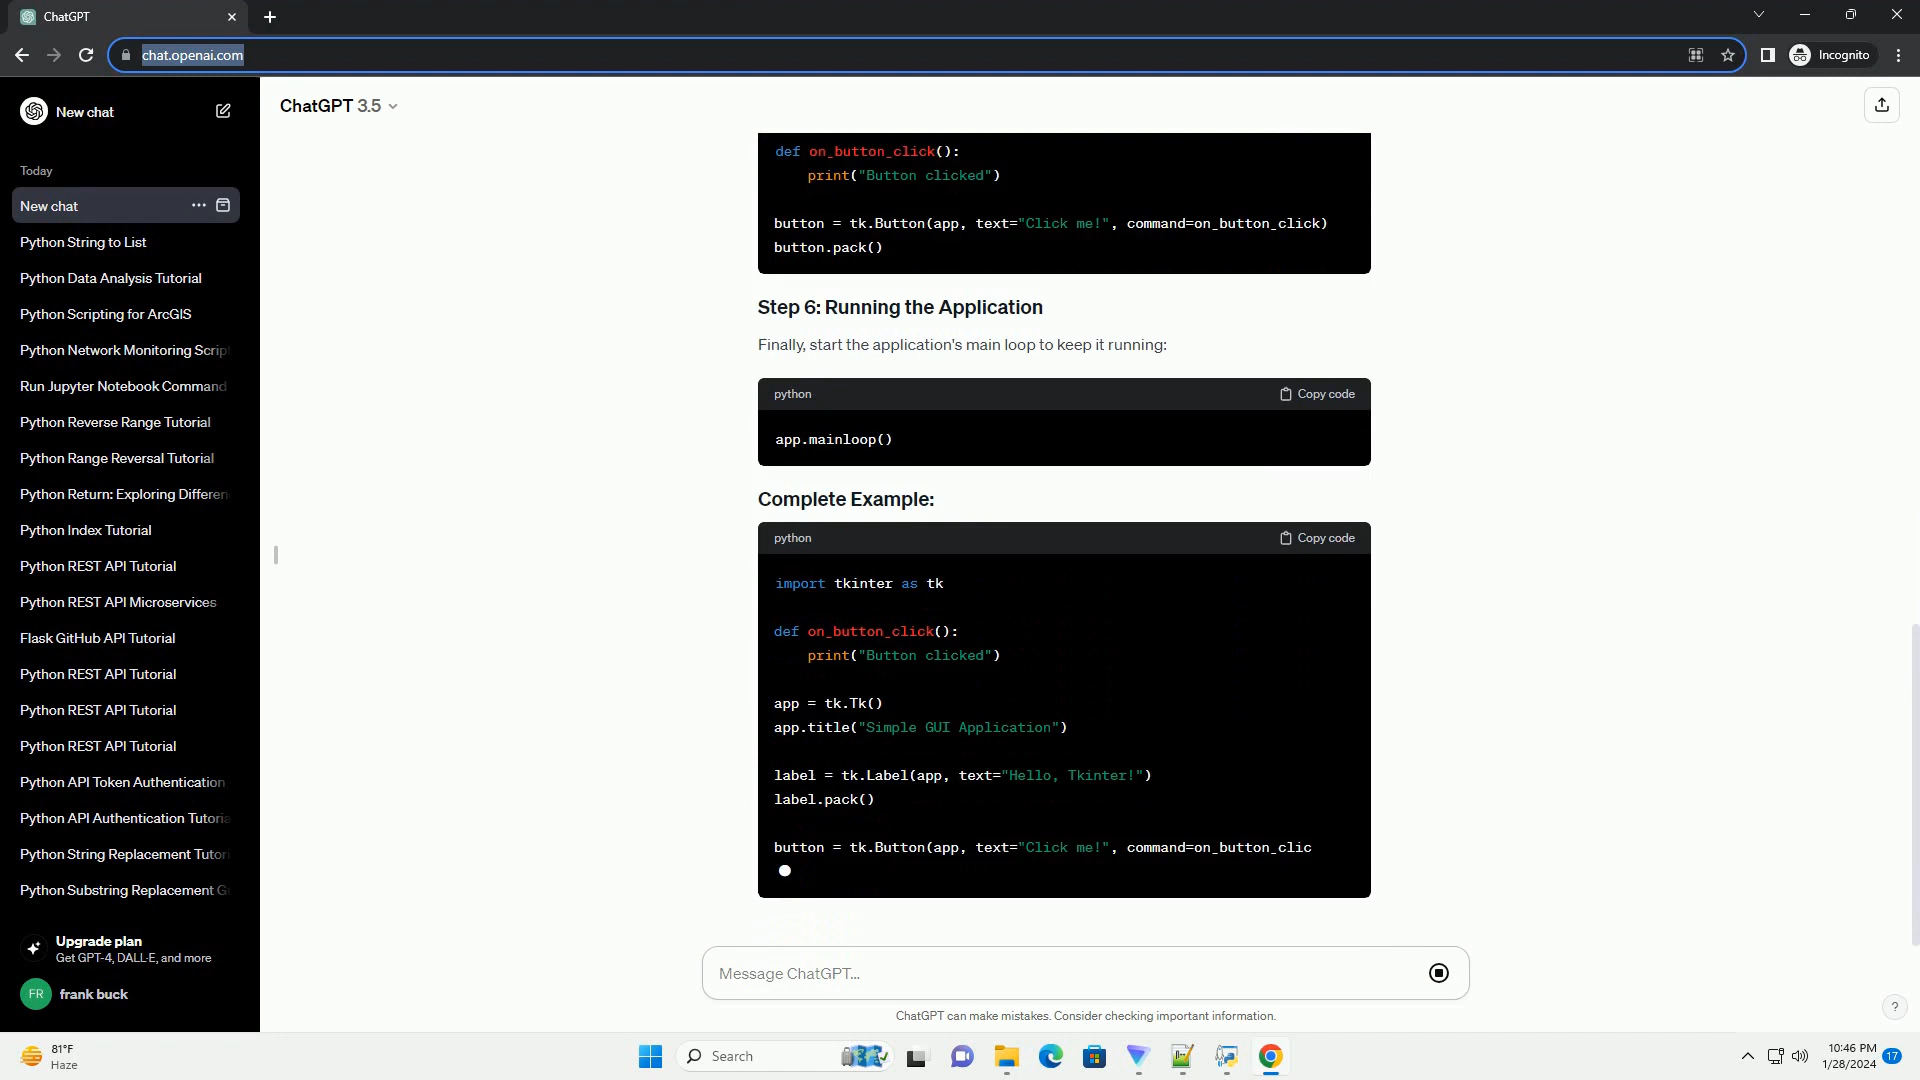 ChatGPT
chat.openai.com
Incognito
New chat
Today
New chat
Python String to List
Python Data Analysis Tutorial
Python Scripting for ArcGIS
Python Network Monitoring Scrip
Run Jupyter Notebook Command
Python Reverse Range Tutorial
Python Range Reversal Tutorial
Python Return: Exploring Differen
Python Index Tutorial
Python REST API Tutorial
Python REST API Microservices
Flask GitHub API Tutorial
Python REST API Tutorial
Python REST API Tutorial
Python REST API Tutorial
Python API Token Authentication
Python API Authentication Tutoria
Python String Replacement Tutori
Python Substring Replacement G
Upgrade plan
Get GPT-4, DALL·E, and more
FR
frank buck
ChatGPT 3.5
def on_button_click():
print("Button clicked")
button = tk.Button(app, text="Click me!", command=on_button_click)
button.pack()
Step 6: Running the Application
Finally, start the application's main loop to keep it running:
python
Copy code
app.mainloop()
Complete Example:
python
Copy code
import tkinter as tk
def on_button_click():
print("Button clicked")
app = tk.Tk()
app.title("Simple GUI Application")
label = tk.Label(app, text="Hello, Tkinter!")
label.pack()
button = tk.Button(app, text="Click me!", command=on_button_clic
Message ChatGPT...
ChatGPT can make mistakes. Consider checking important information.
?
81°F
Haze
Search
10:46 PM
1/28/2024
17